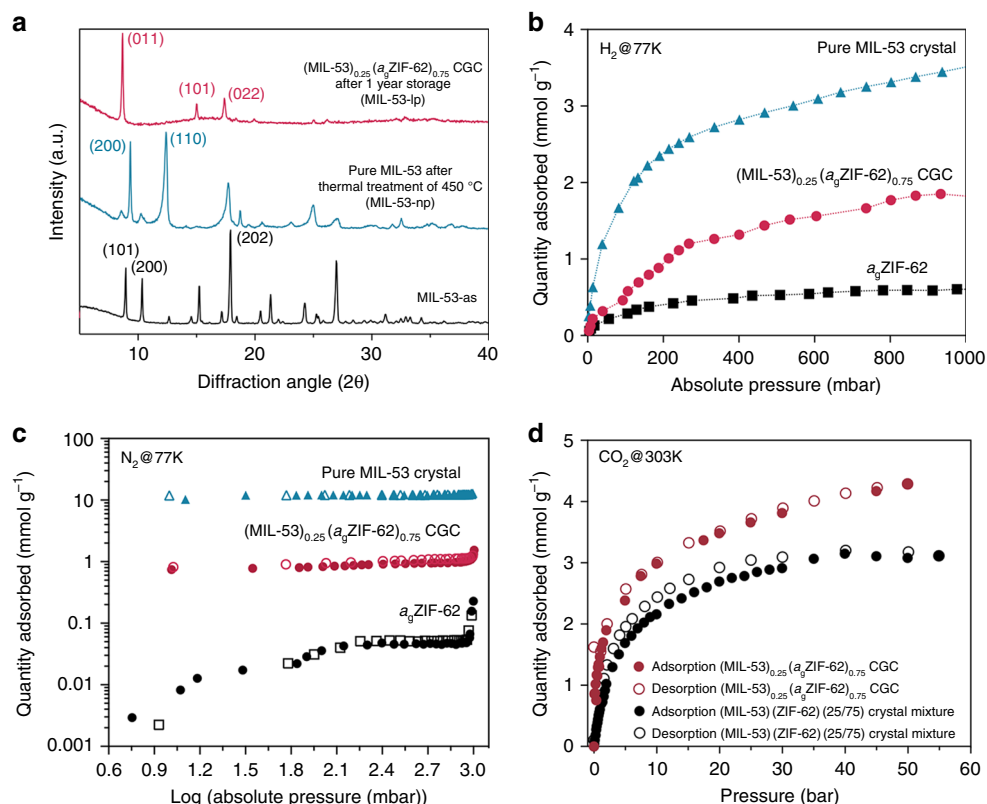 a
(011)
(MIL-53)0.25(agZIF-62)0.75 CGC
after 1 year storage
(MIL-53-lp)
(101)
(022)
(200)
(110)
Pure MIL-53 after
thermal treatment of 450 °C
(MIL-53-np)
(101)
(200)
(202)
MIL-53-as
Intensity (a.u.)
10 20 30 40
Diffraction angle (2θ)
b
H2@77K
Pure MIL-53 crystal
(MIL-53)0.25(agZIF-62)0.75 CGC
agZIF-62
Quantity adsorbed (mmol g−1)
4
3
2
1
0
0 200 400 600 800 1000
Absolute pressure (mbar)
c
N2@77K
Pure MIL-53 crystal
(MIL-53)0.25(agZIF-62)0.75 CGC
agZIF-62
Quantity adsorbed (mmol g−1)
100
10
1
0.1
0.01
0.001
0.6 0.9 1.2 1.5 1.8 2.1 2.4 2.7 3.0
Log (absolute pressure (mbar))
d
CO2@303K
Quantity adsorbed (mmol g−1)
5
4
3
2
1
0
Adsorption (MIL-53)0.25(agZIF-62)0.75 CGC
Desorption (MIL-53)0.25(agZIF-62)0.75 CGC
Adsorption (MIL-53) (ZIF-62) (25/75) crystal mixture
Desorption (MIL-53) (ZIF-62) (25/75) crystal mixture
0 10 20 30 40 50 60
Pressure (bar)